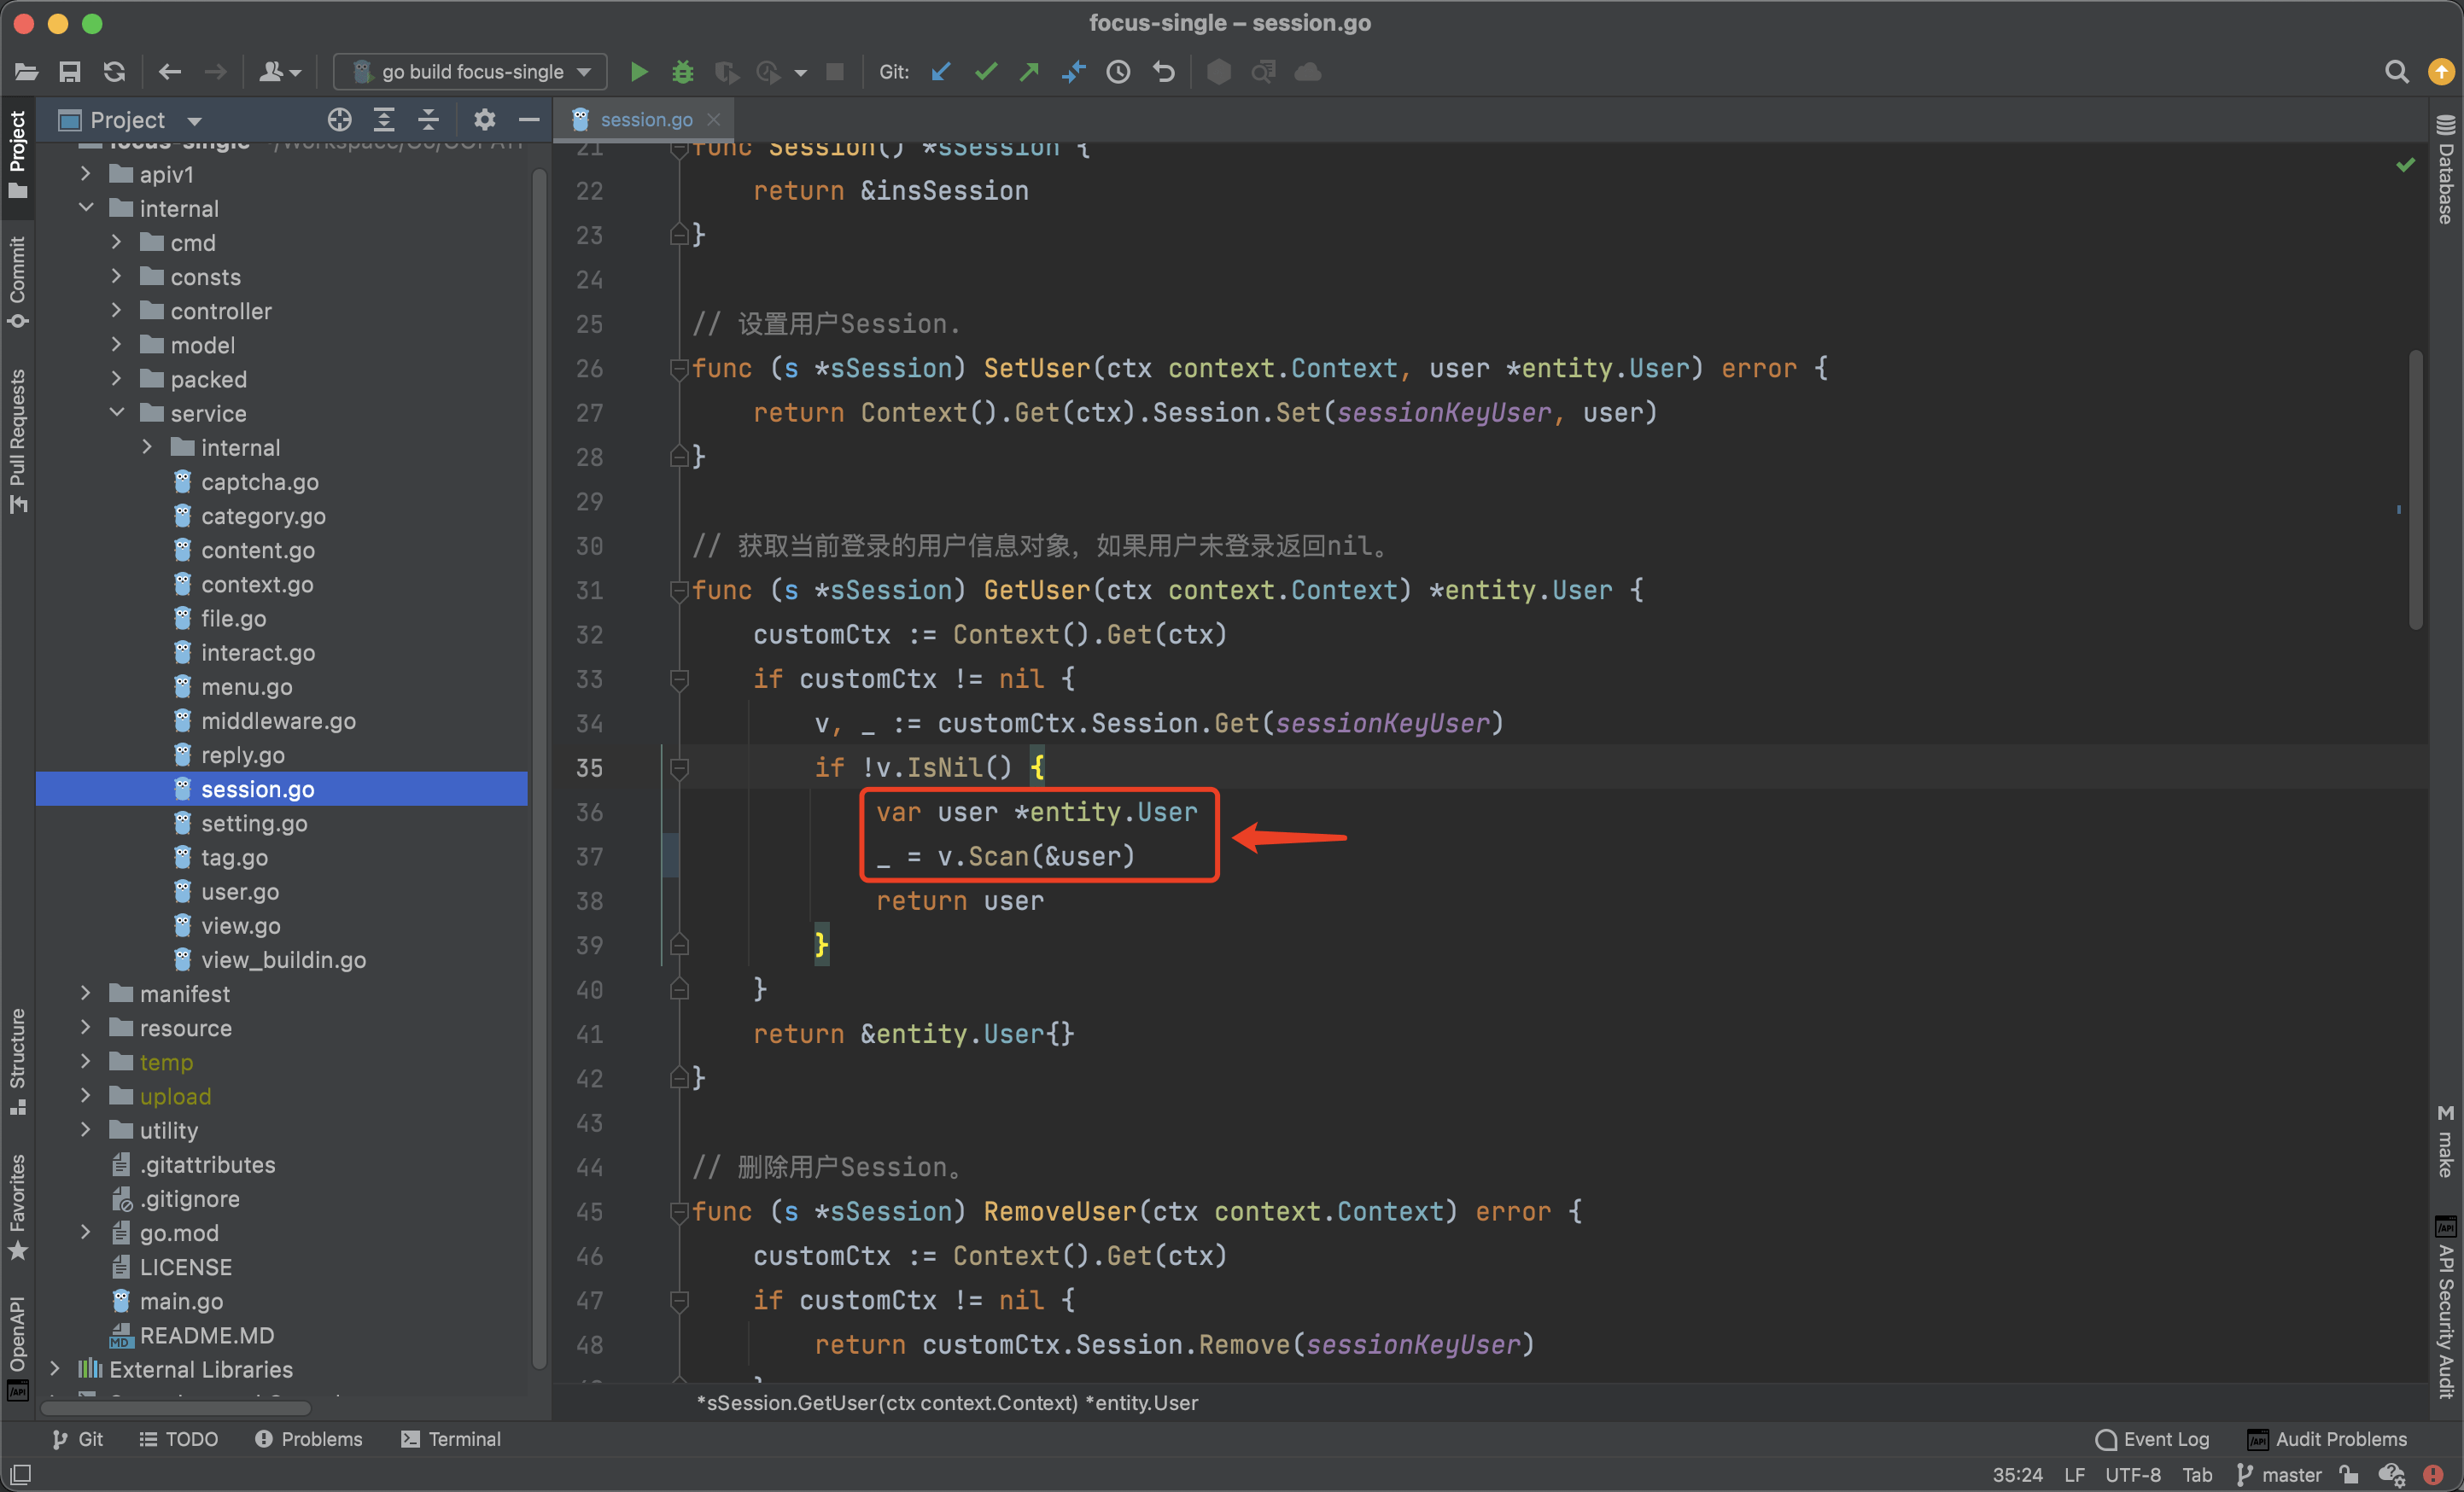 focus-single – session.go
go build focus-single
Git:
Project
session.go
Project
Commit
Pull Requests
Structure
Favorites
OpenAPI
apiv1
internal
cmd
consts
controller
model
packed
service
internal
captcha.go
category.go
content.go
context.go
file.go
interact.go
menu.go
middleware.go
reply.go
session.go
setting.go
tag.go
user.go
view.go
view_buildin.go
manifest
resource
temp
upload
utility
.gitattributes
.gitignore
go.mod
LICENSE
main.go
README.MD
External Libraries
21 func Session() *sSession {
22 return &insSession
23 }
24
25 // 设置用户Session.
26 func (s *sSession) SetUser(ctx context.Context, user *entity.User) error {
27 return Context().Get(ctx).Session.Set(sessionKeyUser, user)
28 }
29
30 // 获取当前登录的用户信息对象，如果用户未登录返回nil。
31 func (s *sSession) GetUser(ctx context.Context) *entity.User {
32 customCtx := Context().Get(ctx)
33 if customCtx != nil {
34 v, _ := customCtx.Session.Get(sessionKeyUser)
35 if !v.IsNil() {
36 var user *entity.User
37 _ = v.Scan(&user)
38 return user
39 }
40 }
41 return &entity.User{}
42 }
43
44 // 删除用户Session。
45 func (s *sSession) RemoveUser(ctx context.Context) error {
46 customCtx := Context().Get(ctx)
47 if customCtx != nil {
48 return customCtx.Session.Remove(sessionKeyUser)
*sSession.GetUser(ctx context.Context) *entity.User
Database
make
API Security Audit
Git
TODO
Problems
Terminal
Event Log
Audit Problems
35:24
LF
UTF-8
Tab
master